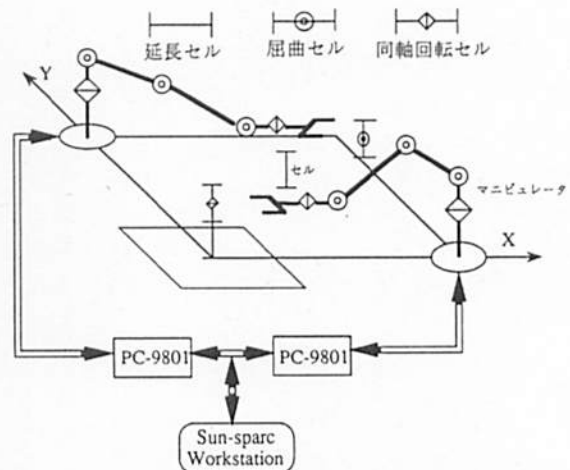 延長セル
屈曲セル
同軸回転セル
Y
セル
マニピュレータ
X
PC-9801
PC-9801
Sun-sparc
Workstation